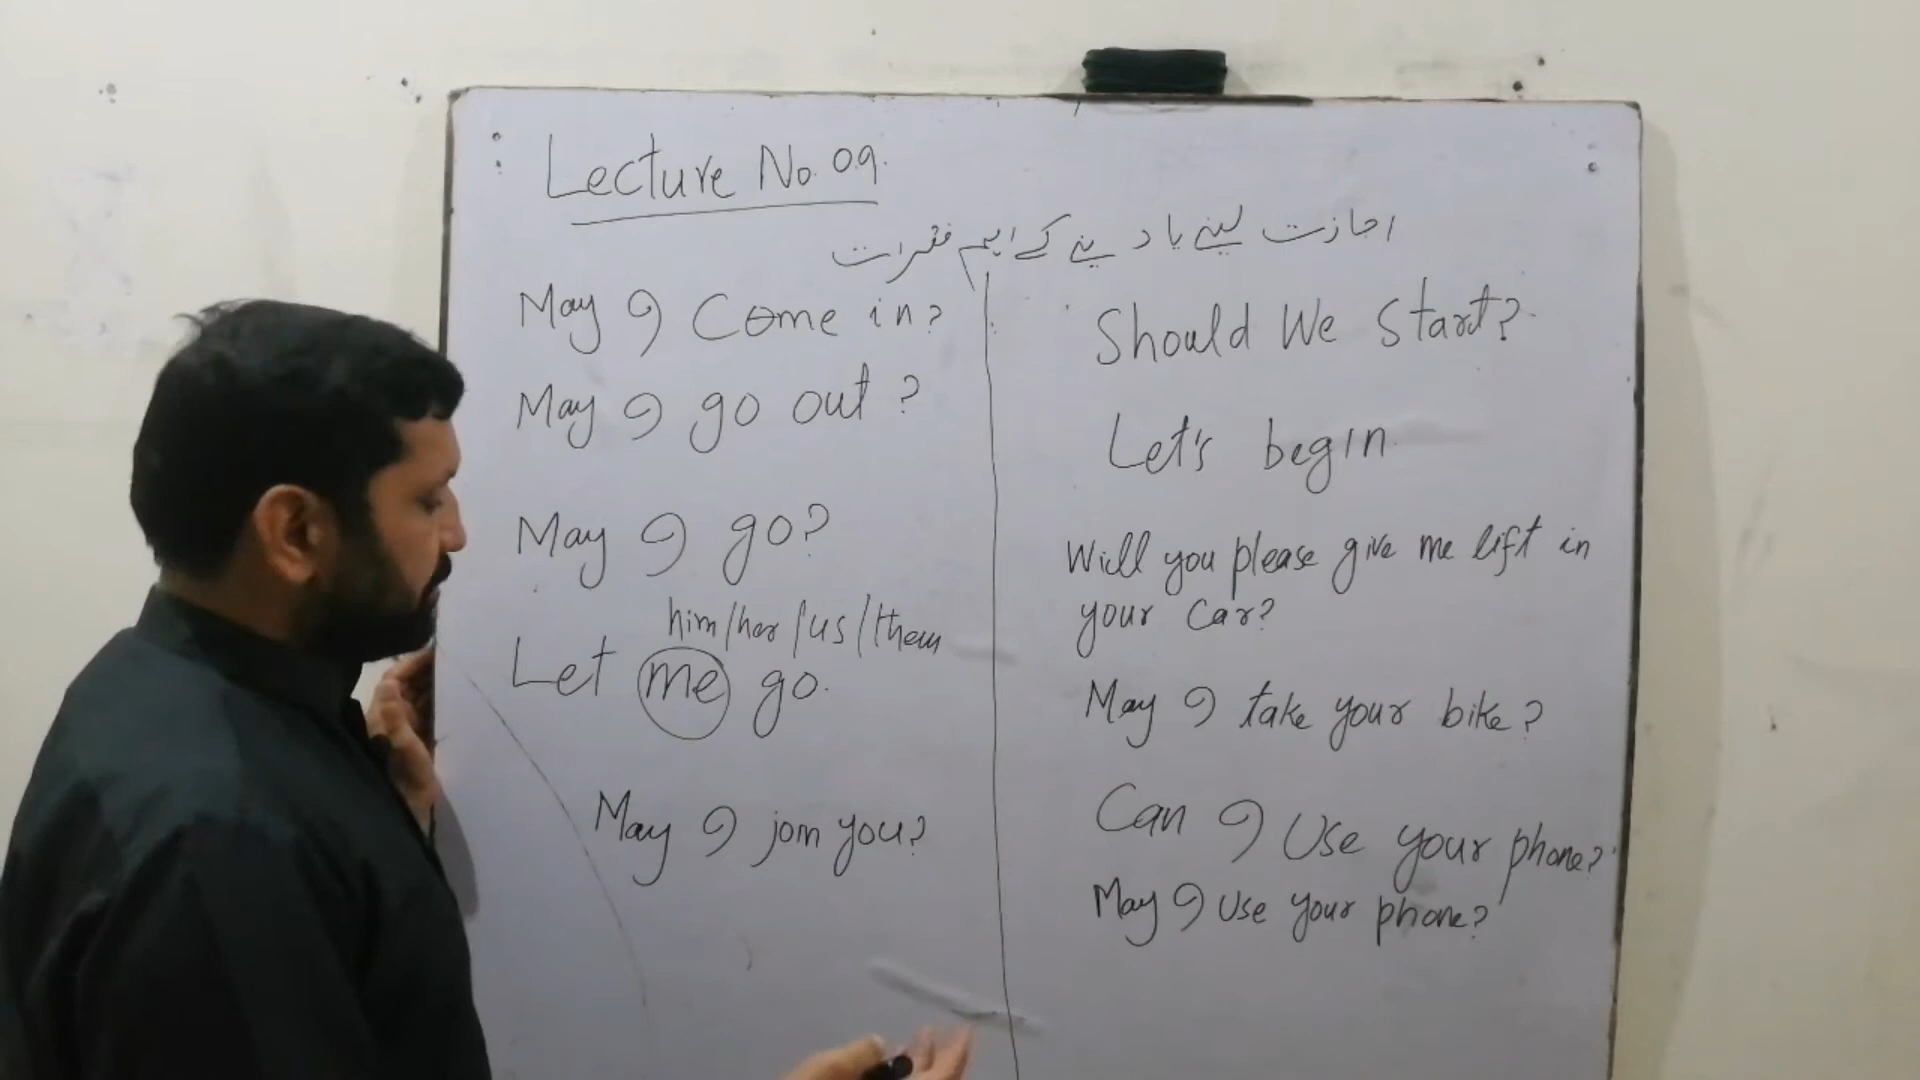 Lecture No. 09.
اجازت لینے یا دینے کے اہم فقرات
May I Come in?
May I go out?
May I go?
him/her/us/them
Let me go.
May I join you?
Should We Start?
Let's begin
Will you please give me lift in
your Car?
May I take your bike?
Can I Use your phone?
May I Use your phone?